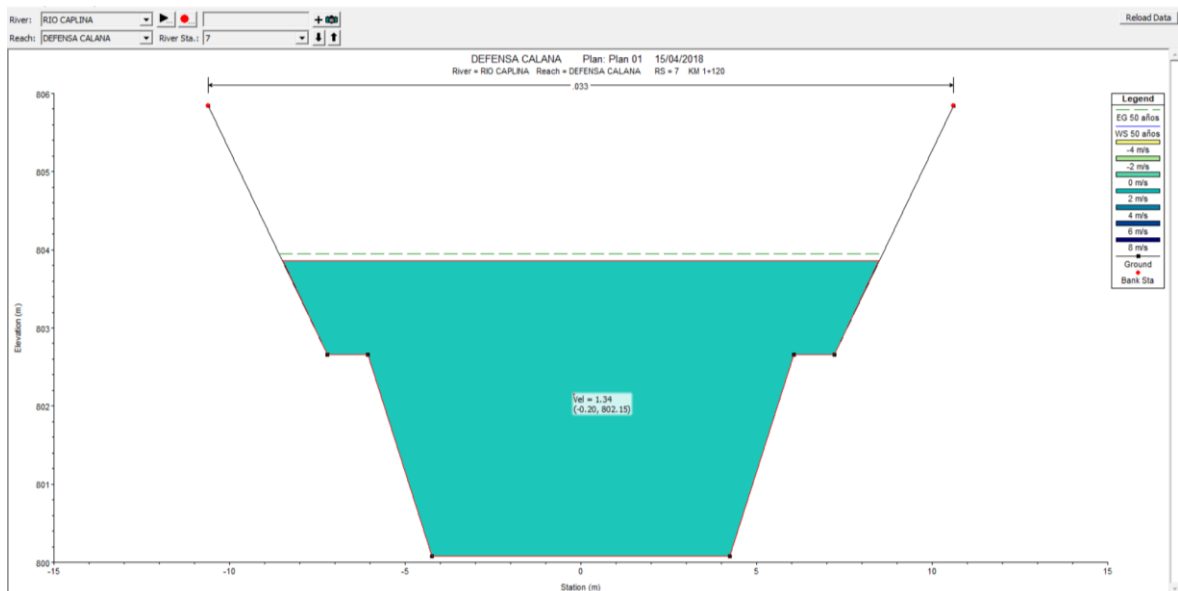 River: RIO CAPLINA + Reload Data
Reach: DEFENSA CALANA River Sta.: 7
DEFENSA CALANA Plan: Plan 01 15/04/2018
River = RIO CAPLINA Reach = DEFENSA CALANA RS = 7 KM 1+120
.033
806
805
804
803
802
801
800
Elevation (m)
Vel = 1.34
(-0.20, 802.15)
-15 -10 -5 0 5 10 15
Station (m)
Legend
EG 50 años
WS 50 años
-4 m/s
-2 m/s
0 m/s
2 m/s
4 m/s
6 m/s
8 m/s
Ground
Bank Sta